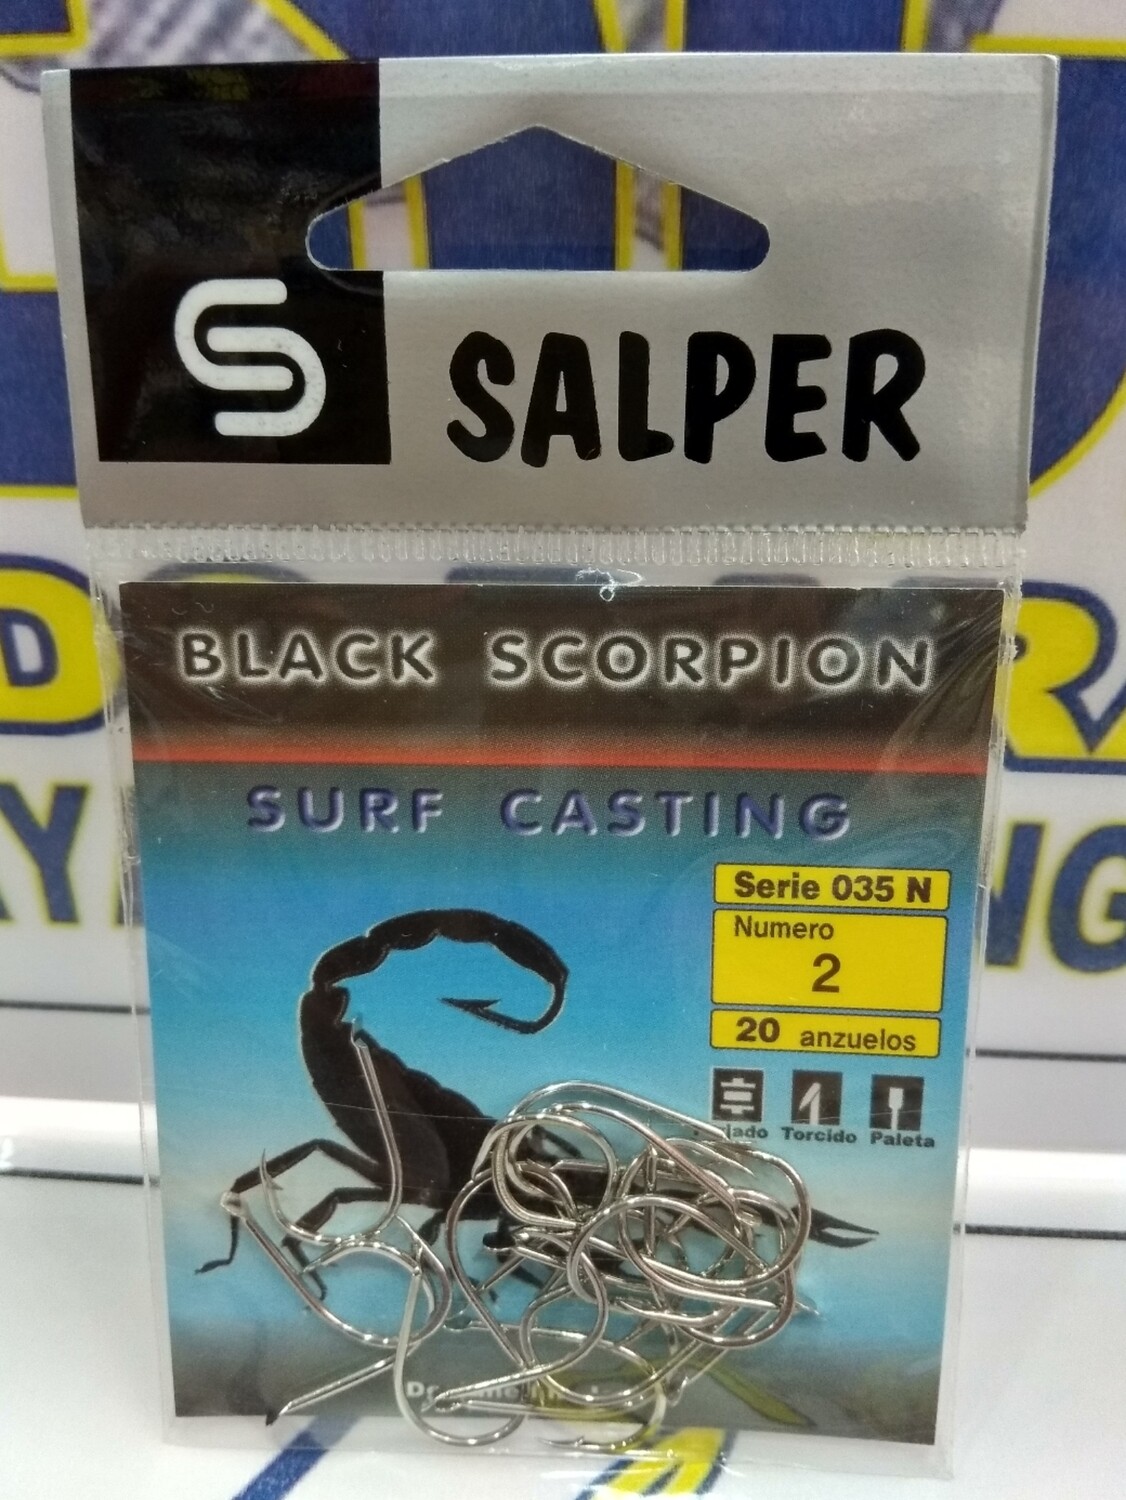 SALPER
BLACK SCORPION
SURF CASTING
Serie 035 N
Numero
2
20 anzuelos
Torcido Paleta